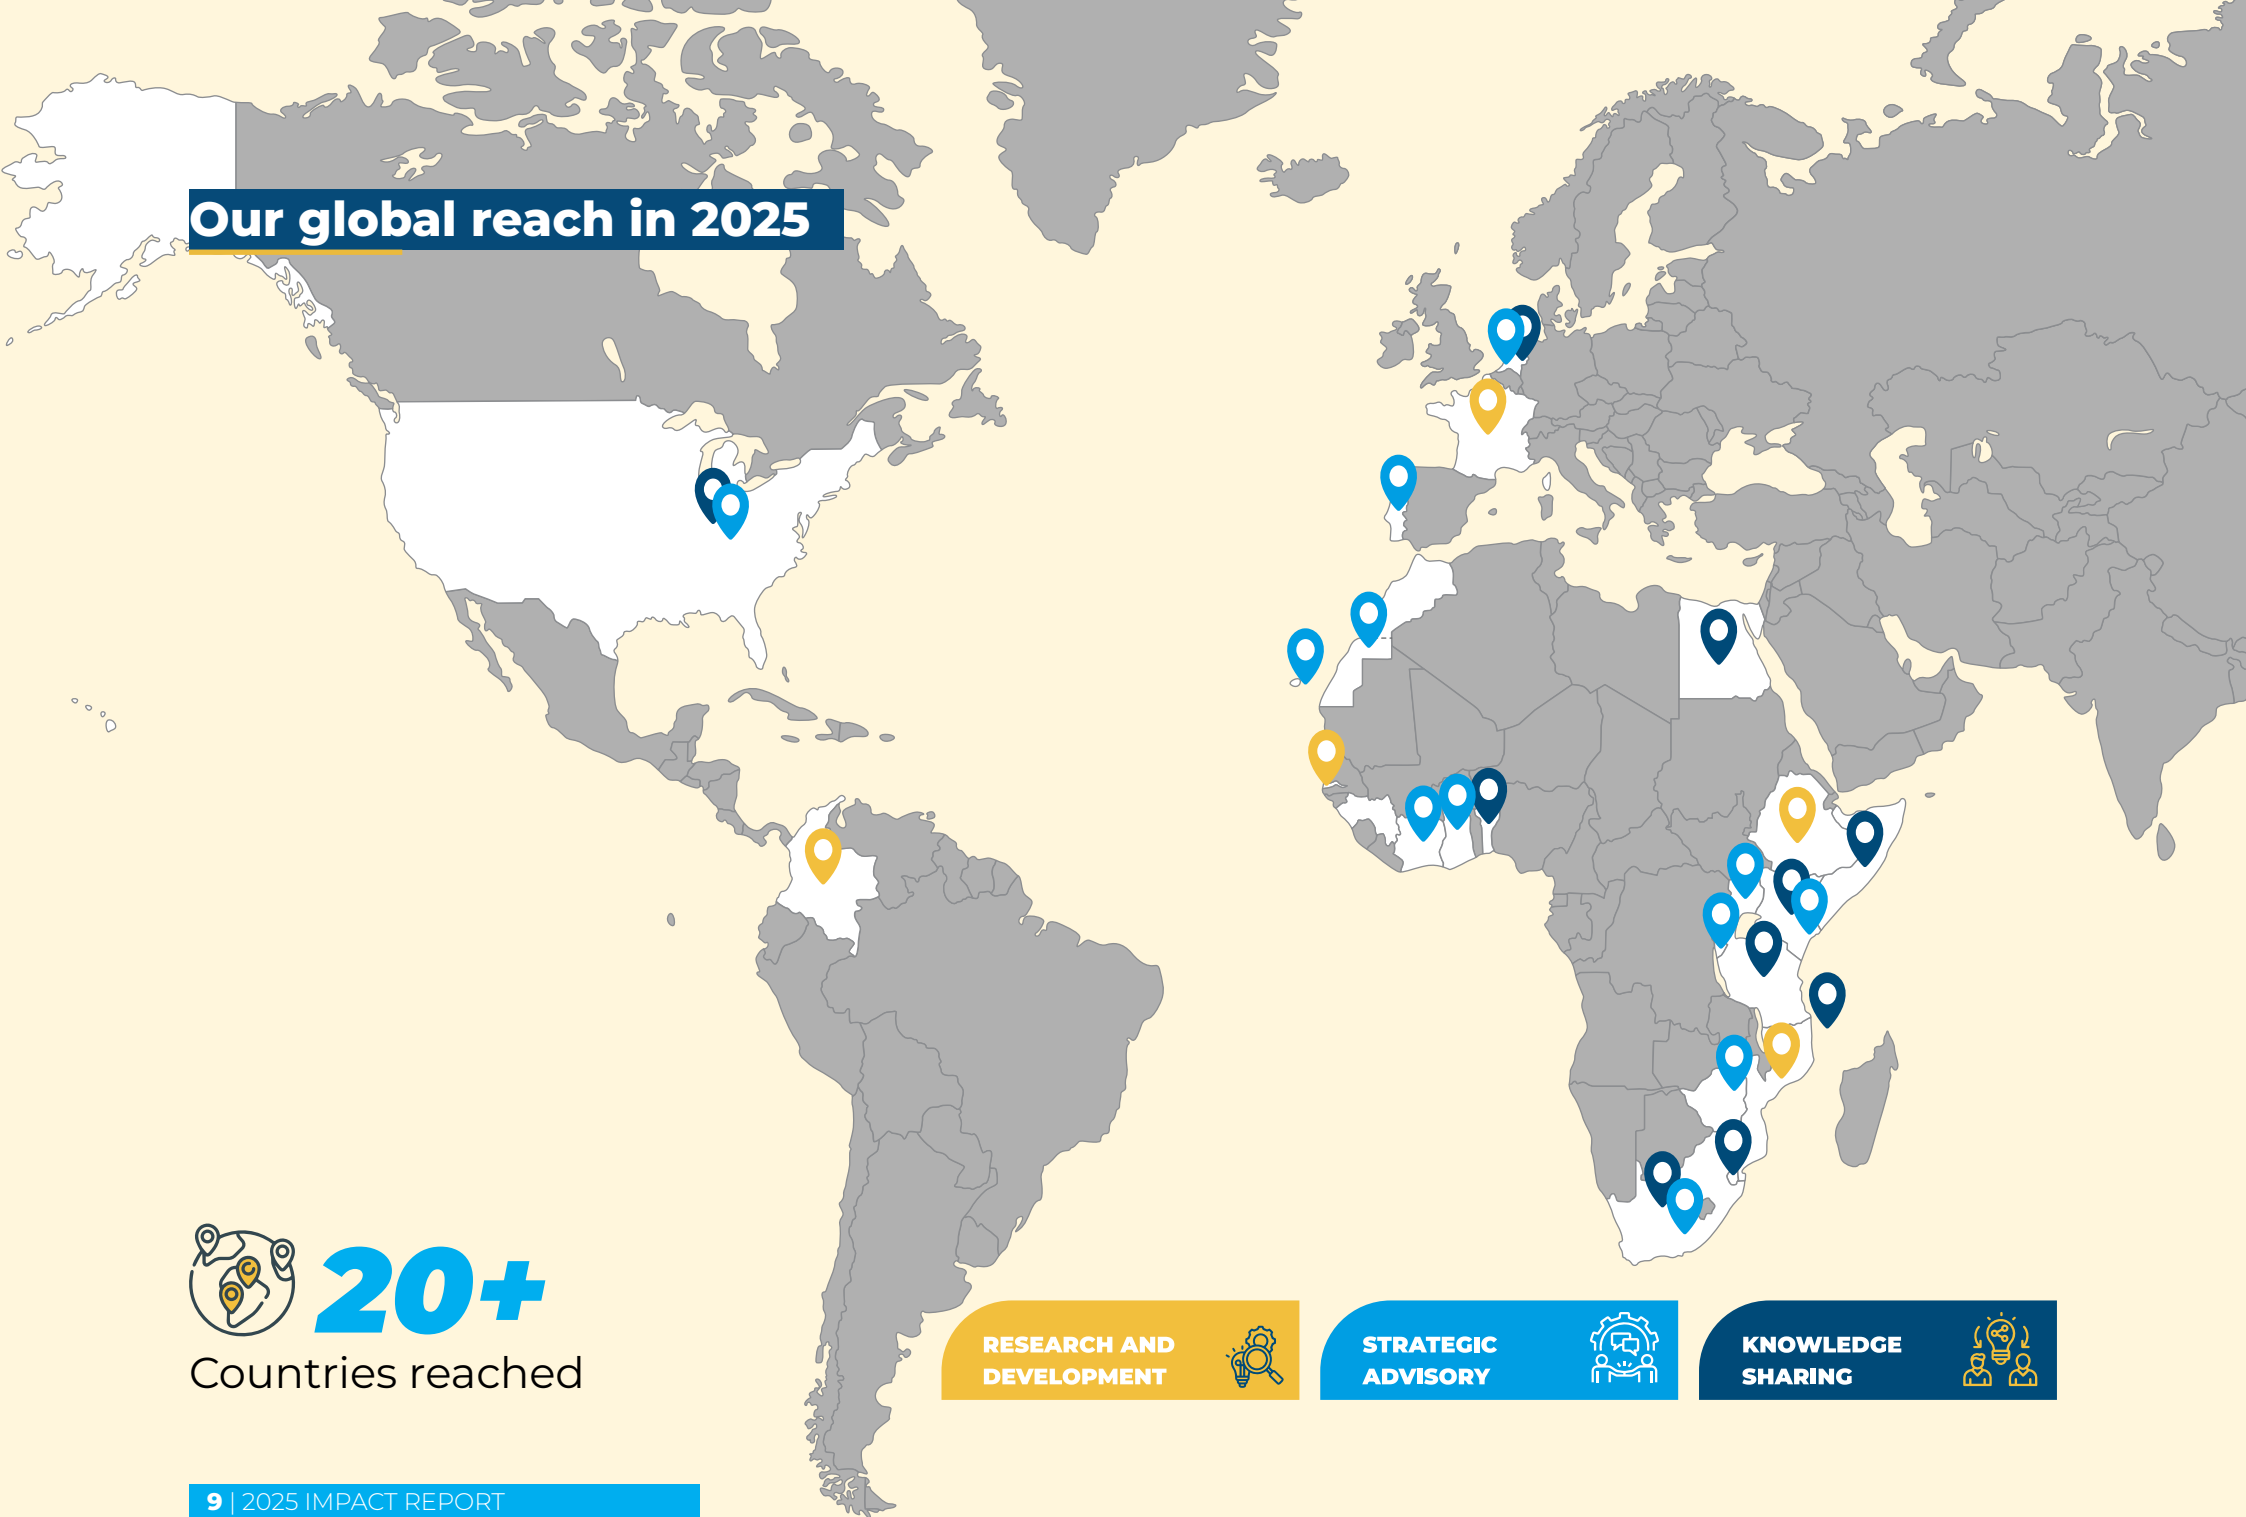 Our global reach in 2025
20+
Countries reached
RESEARCH AND
DEVELOPMENT
STRATEGIC
ADVISORY
KNOWLEDGE
SHARING
9 | 2025 IMPACT REPORT